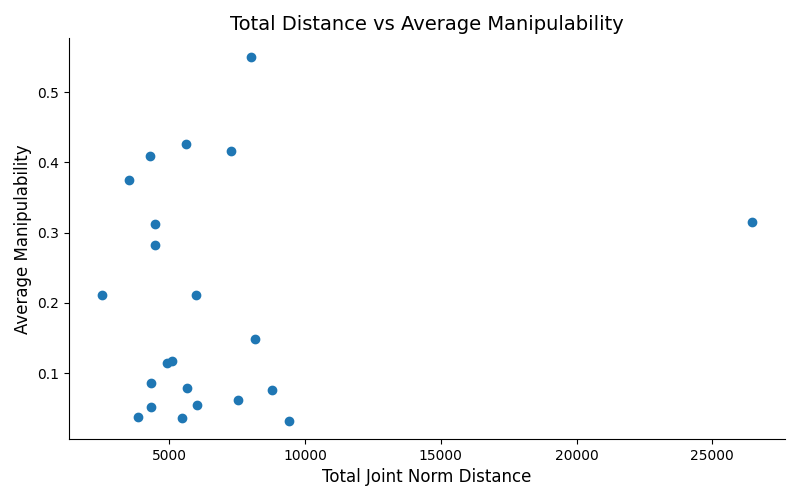 Total Distance vs Average Manipulability
Average Manipulability
0.5
0.4
0.3
0.2
0.1
5000 10000 15000 20000 25000
Total Joint Norm Distance